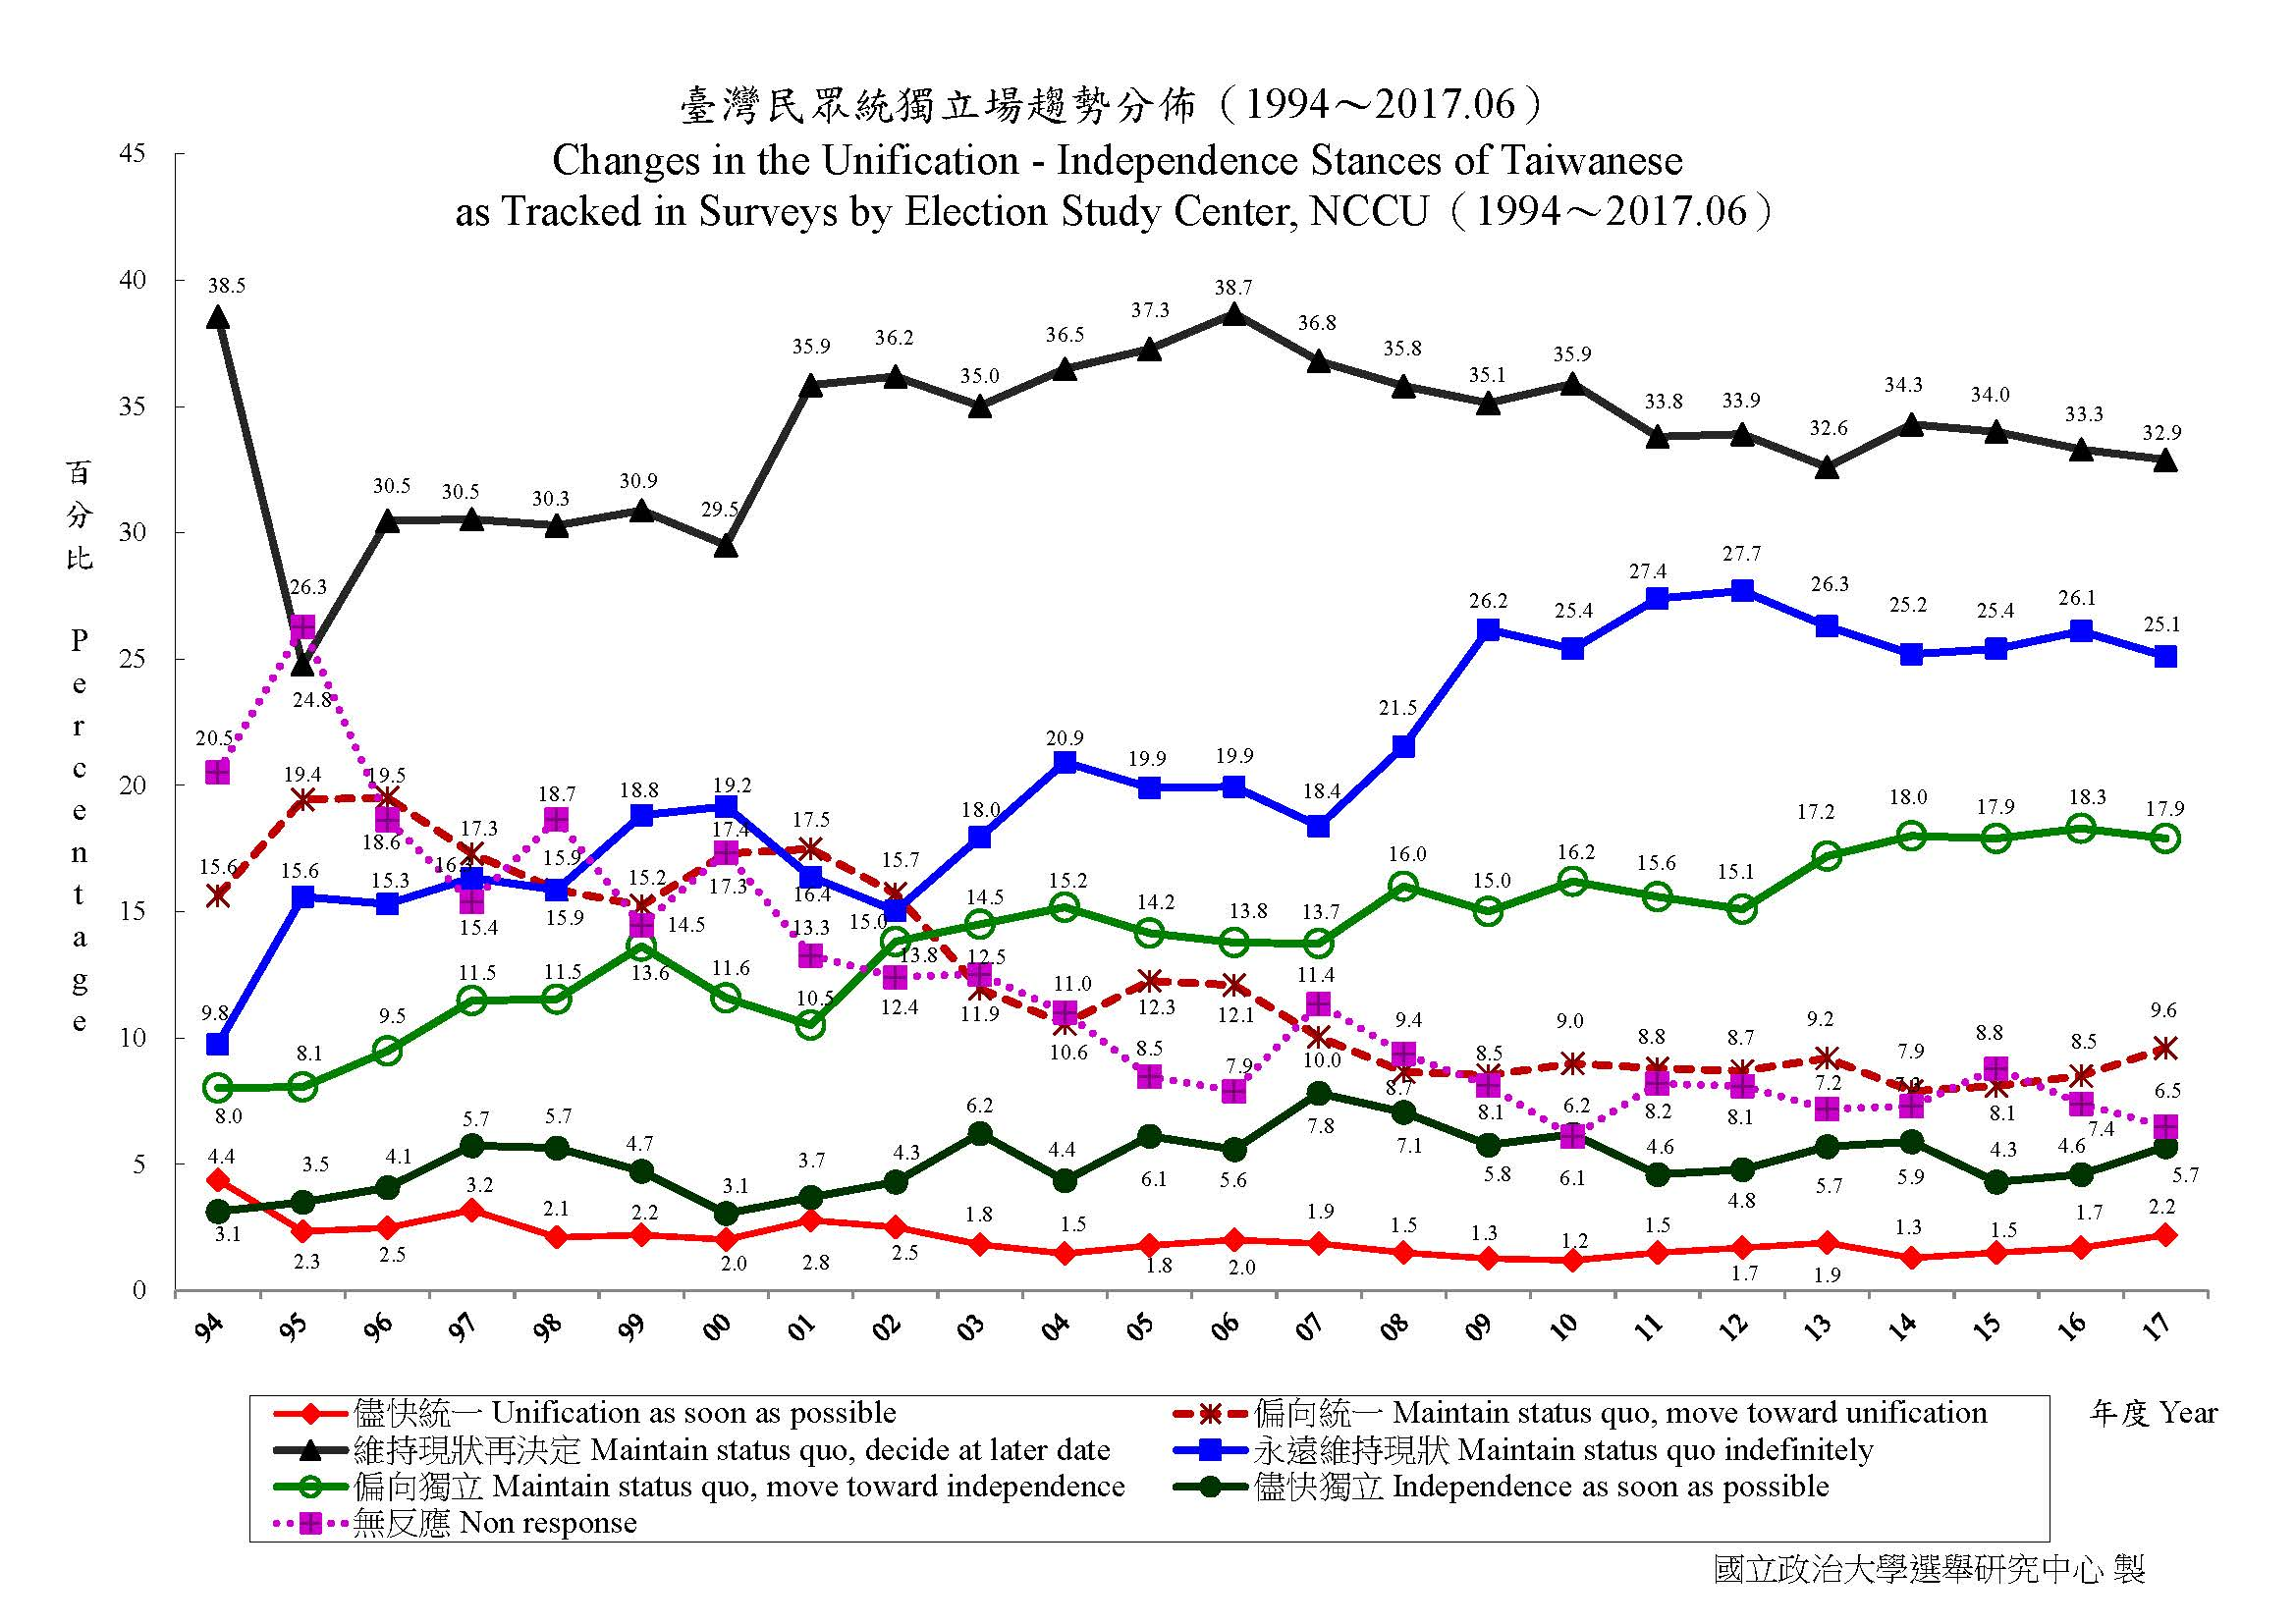 臺灣民眾統獨立場趨勢分佈（1994～2017.06）
Changes in the Unification - Independence Stances of Taiwanese
as Tracked in Surveys by Election Study Center, NCCU（1994～2017.06）
45
40
35
30
25
20
15
10
5
0
百分比 Percentage
38.5 24.8 30.5 30.5 30.3 30.9 29.5 35.9 36.2 35.0 36.5 37.3 38.7 36.8 35.8 35.1 35.9 33.8 33.9 32.6 34.3 34.0 33.3 32.9
9.8 15.6 15.3 16.3 15.9 18.8 19.2 16.4 15.0 18.0 20.9 19.9 19.9 18.4 21.5 26.2 25.4 27.4 27.7 26.3 25.2 25.4 26.1 25.1
20.5 26.3 18.6 15.4 18.7 14.5 17.3 13.3 12.4 12.5 11.0 8.5 7.9 11.4 9.4 8.1 6.1 8.2 8.1 7.2 7.3 8.8 7.4 6.5
15.6 19.4 19.5 17.3 15.9 15.2 17.4 17.5 15.7 11.9 10.6 12.3 12.1 10.0 8.7 8.5 9.0 8.8 8.7 9.2 7.9 8.1 8.5 9.6
8.0 8.1 9.5 11.5 11.5 13.6 11.6 10.5 13.8 14.5 15.2 14.2 13.8 13.7 16.0 15.0 16.2 15.6 15.1 17.2 18.0 17.9 18.3 17.9
3.1 3.5 4.1 5.7 5.7 4.7 3.1 3.7 4.3 6.2 4.4 6.1 5.6 7.8 7.1 5.8 6.2 4.6 4.8 5.7 5.9 4.3 4.6 5.7
4.4 2.3 2.5 3.2 2.1 2.2 2.0 2.8 2.5 1.8 1.5 1.8 2.0 1.9 1.5 1.3 1.2 1.5 1.7 1.9 1.3 1.5 1.7 2.2
94 95 96 97 98 99 00 01 02 03 04 05 06 07 08 09 10 11 12 13 14 15 16 17
年度 Year
儘快統一 Unification as soon as possible
偏向統一 Maintain status quo, move toward unification
維持現狀再決定 Maintain status quo, decide at later date
永遠維持現狀 Maintain status quo indefinitely
偏向獨立 Maintain status quo, move toward independence
儘快獨立 Independence as soon as possible
無反應 Non response
國立政治大學選舉研究中心 製